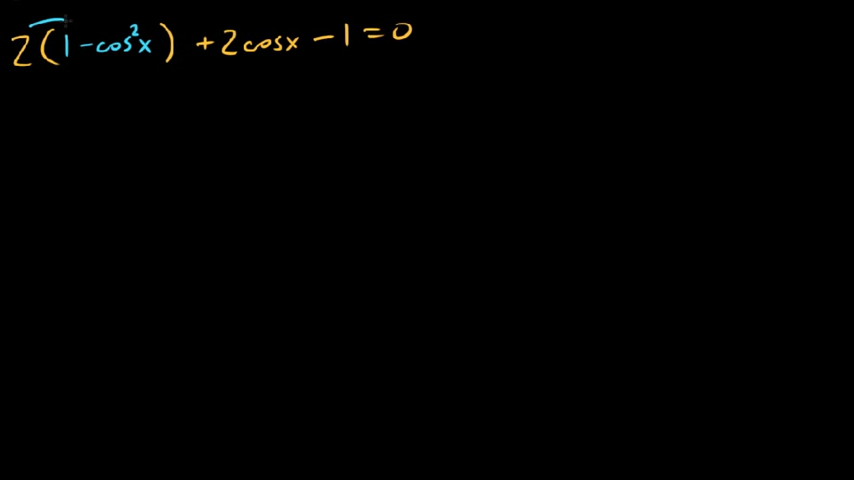 2(1-cos²x) + 2cosx - 1 = 0